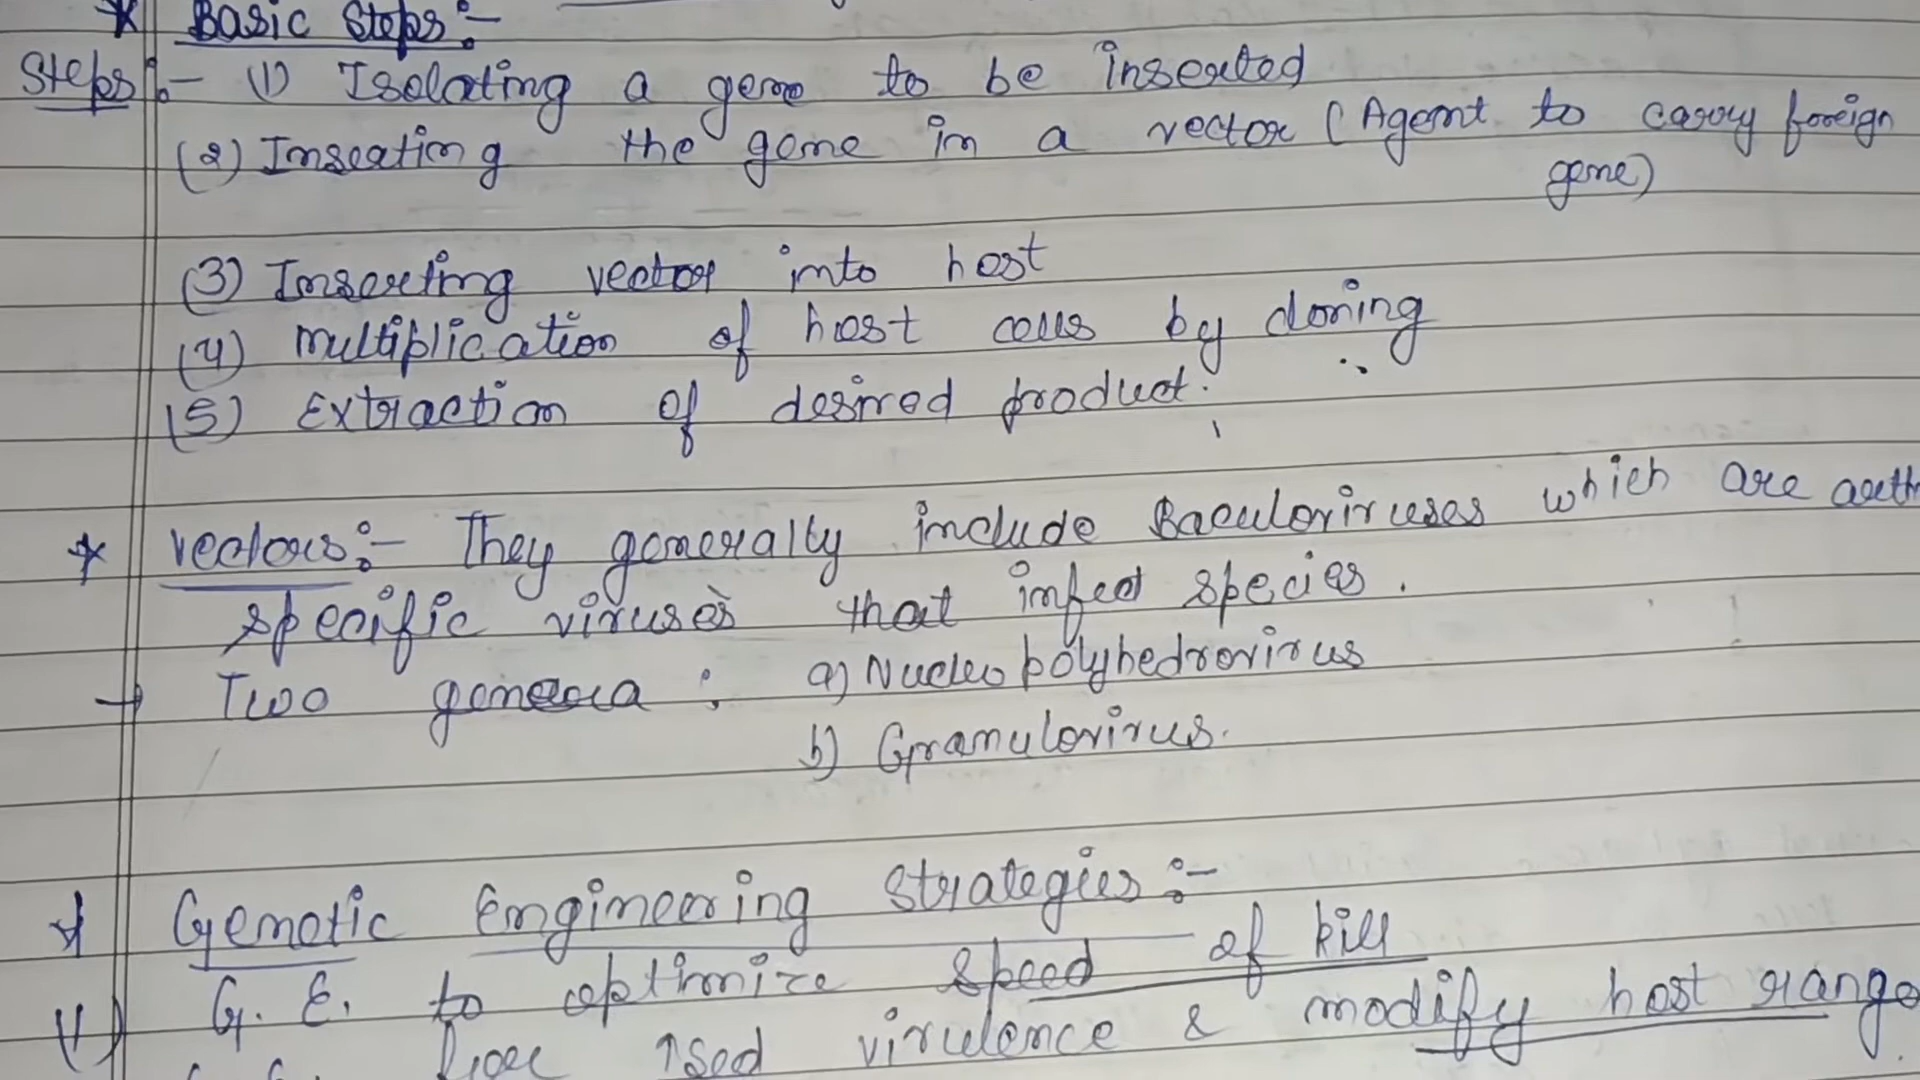 * Basic Steps :-
Steps :- (1) Isolating a gene to be inserted
(2) Inserting the gene in a vector (Agent to carry foreign
gene)
(3) Inserting vector into host
(4) Multiplication of host cells by cloning
(5) Extraction of desired product.
* Vectors :- They generally include Baculoviruses which are arth
specific viruses that infect species.
→ Two genera : a) Nucleopolyhedrovirus
b) Granulovirus.
* Genetic Engineering Strategies :-
(1) G. E. to optimize speed of kill
virulence & modify host range